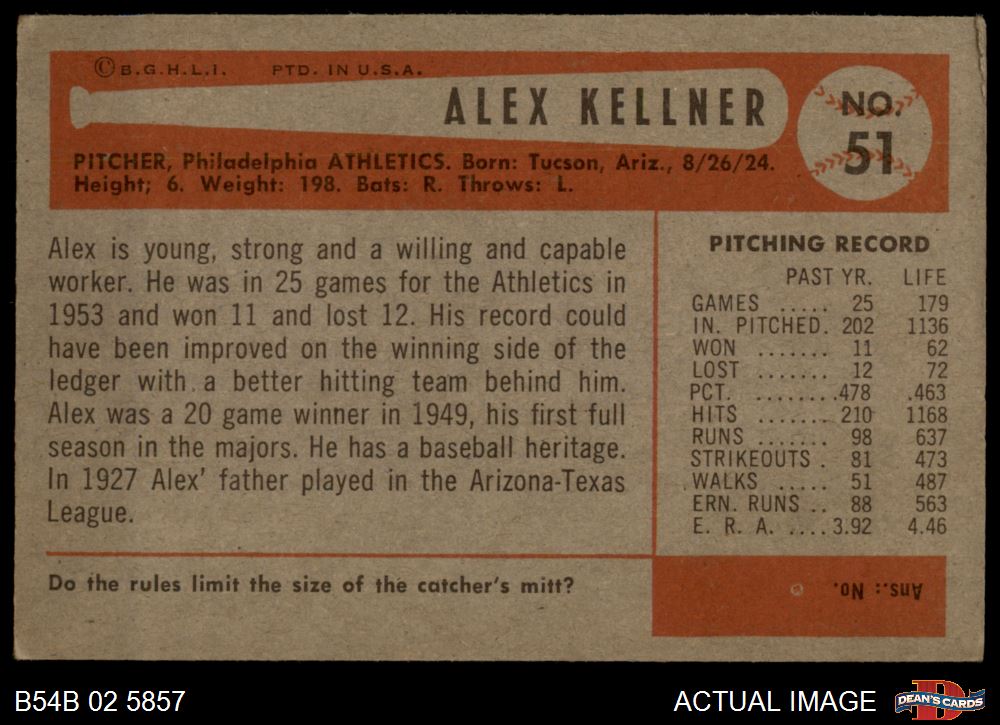 © B.G.H.L.I. PTD. IN U.S.A.
ALEX KELLNER
NO.
51
PITCHER, Philadelphia ATHLETICS. Born: Tucson, Ariz., 8/26/24.
Height; 6. Weight: 198. Bats: R. Throws: L.
Alex is young, strong and a willing and capable
worker. He was in 25 games for the Athletics in
1953 and won 11 and lost 12. His record could
have been improved on the winning side of the
ledger with a better hitting team behind him.
Alex was a 20 game winner in 1949, his first full
season in the majors. He has a baseball heritage.
In 1927 Alex' father played in the Arizona-Texas
League.
PITCHING RECORD
PAST YR. LIFE
GAMES ..... 25 179
IN. PITCHED. 202 1136
WON ....... 11 62
LOST ....... 12 72
PCT. ........478 .463
HITS ....... 210 1168
RUNS ....... 98 637
STRIKEOUTS . 81 473
WALKS ..... 51 487
ERN. RUNS .. 88 563
E. R. A. ....3.92 4.46
Do the rules limit the size of the catcher's mitt?
Ans.: No.
B54B 02 5857
ACTUAL IMAGE
D
DEAN'S CARDS